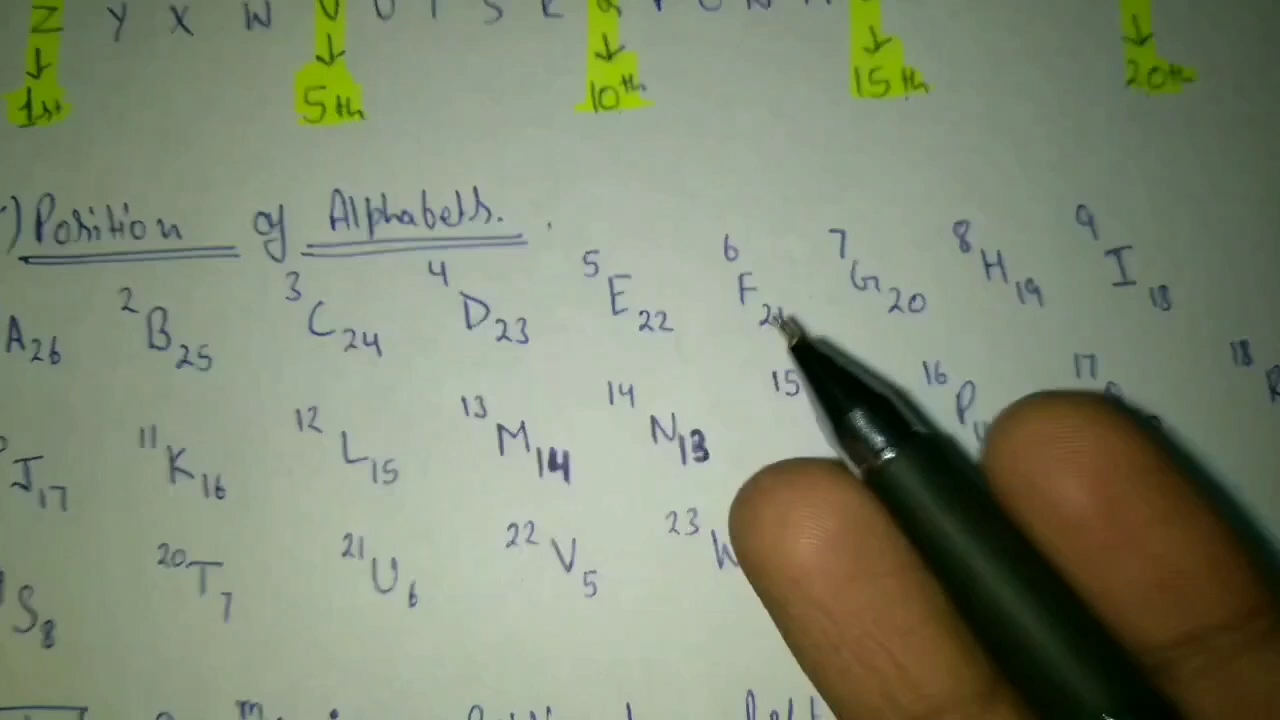 Z Y X W V U T S R Q P O N M
1st 5th 10th 15th 20th
) Position of Alphabets.
A26 2B25 3C24 4D23 5E22 6F21 7G20 8H19 9I18
J17 11K16 12L15 13M14 14N13 15 16P 17 18R
S8 20T7 21U6 22V5 23W